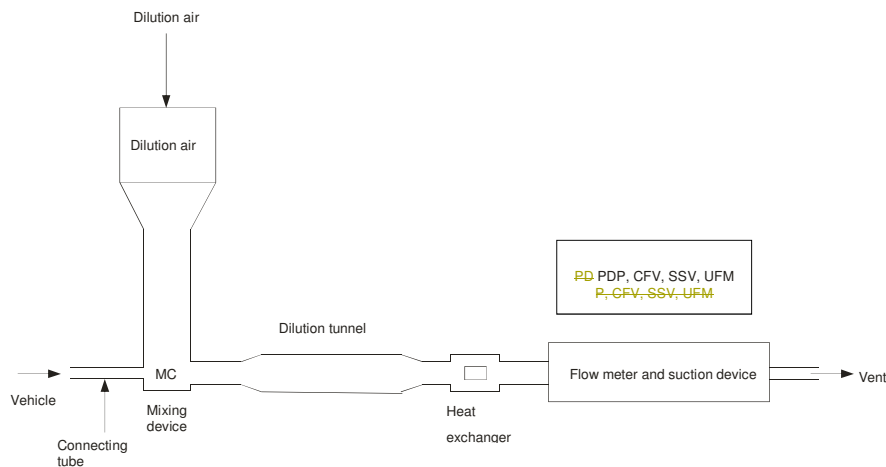 Dilution air
Dilution air
PD PDP, CFV, SSV, UFM
P, CFV, SSV, UFM
Dilution tunnel
MC
Flow meter and suction device
Vent
Vehicle
Mixing
device
Heat
exchanger
Connecting
tube